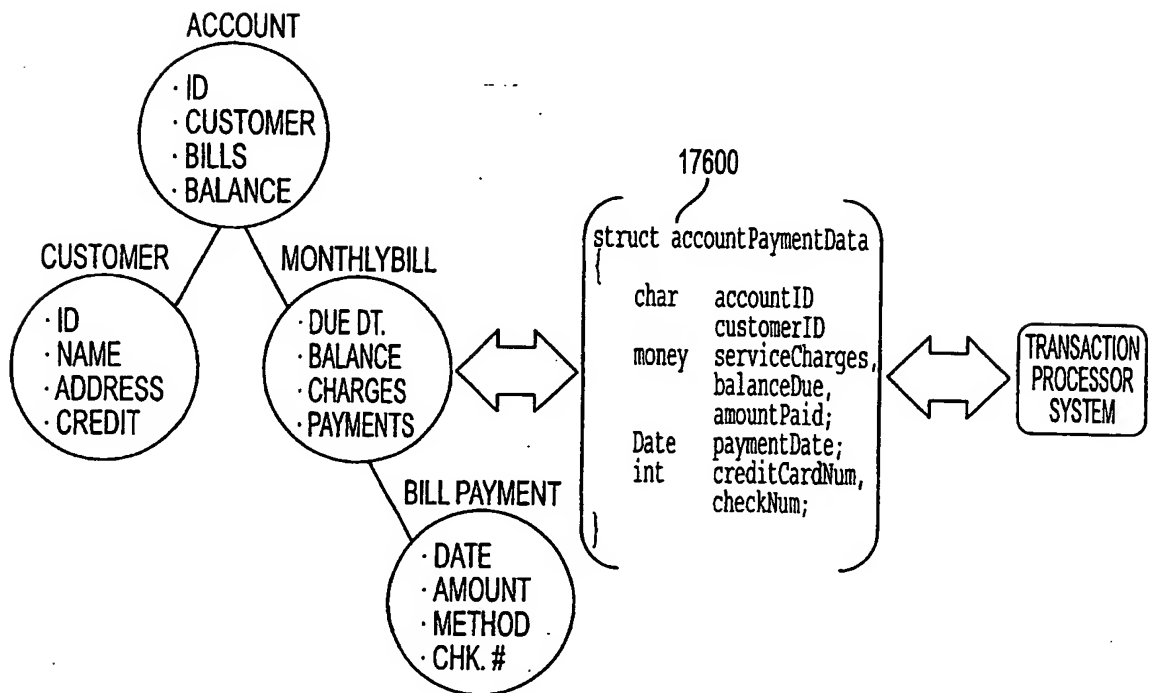 ACCOUNT
· ID
· CUSTOMER
· BILLS
· BALANCE
CUSTOMER
· ID
· NAME
· ADDRESS
· CREDIT
MONTHLYBILL
· DUE DT.
· BALANCE
· CHARGES
· PAYMENTS
BILL PAYMENT
· DATE
· AMOUNT
· METHOD
· CHK. #
17600
struct accountPaymentData
{
char accountID
customerID
money serviceCharges,
balanceDue,
amountPaid;
Date paymentDate;
int creditCardNum,
checkNum;
}
TRANSACTION
PROCESSOR
SYSTEM